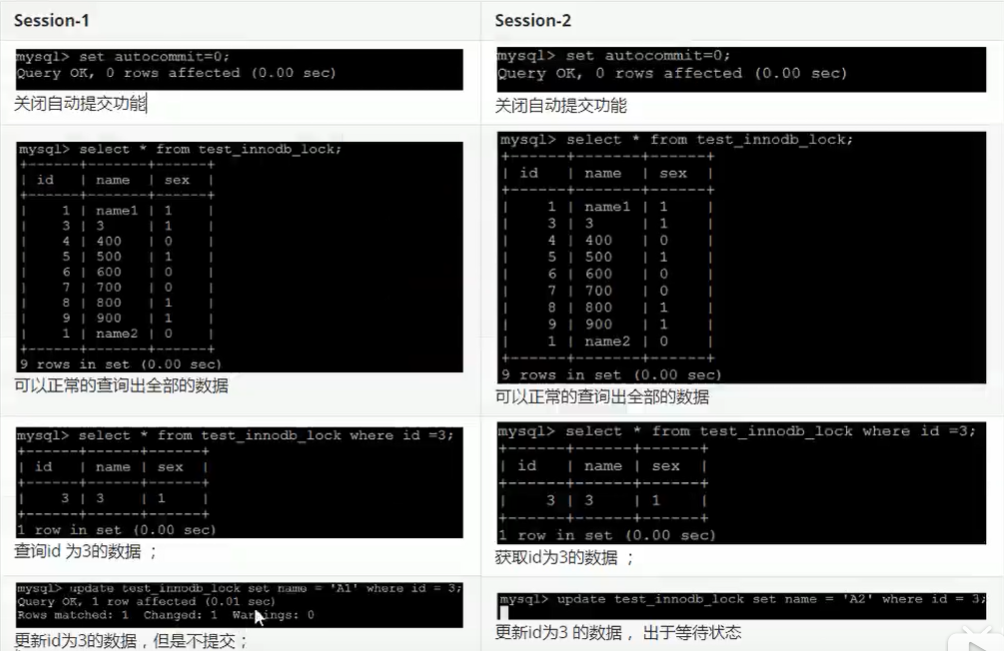 Session-1
mysql> set autocommit=0;
Query OK, 0 rows affected (0.00 sec)
关闭自动提交功能
mysql> select * from test_innodb_lock;
+------+-------+------+
| id | name | sex |
+------+-------+------+
| 1 | name1 | 1 |
| 3 | 3 | 1 |
| 4 | 400 | 0 |
| 5 | 500 | 1 |
| 6 | 600 | 0 |
| 7 | 700 | 0 |
| 8 | 800 | 1 |
| 9 | 900 | 1 |
| 1 | name2 | 0 |
+------+-------+------+
9 rows in set (0.00 sec)
可以正常的查询出全部的数据
mysql> select * from test_innodb_lock where id =3;
+------+------+------+
| id | name | sex |
+------+------+------+
| 3 | 3 | 1 |
+------+------+------+
1 row in set (0.00 sec)
查询id 为3的数据 ；
mysql> update test_innodb_lock set name = 'A1' where id = 3;
Query OK, 1 row affected (0.01 sec)
Rows matched: 1 Changed: 1 Warnings: 0
更新id为3的数据，但是不提交；
Session-2
mysql> set autocommit=0;
Query OK, 0 rows affected (0.00 sec)
关闭自动提交功能
mysql> select * from test_innodb_lock;
+------+-------+------+
| id | name | sex |
+------+-------+------+
| 1 | name1 | 1 |
| 3 | 3 | 1 |
| 4 | 400 | 0 |
| 5 | 500 | 1 |
| 6 | 600 | 0 |
| 7 | 700 | 0 |
| 8 | 800 | 1 |
| 9 | 900 | 1 |
| 1 | name2 | 0 |
+------+-------+------+
9 rows in set (0.00 sec)
可以正常的查询出全部的数据
mysql> select * from test_innodb_lock where id =3;
+------+------+------+
| id | name | sex |
+------+------+------+
| 3 | 3 | 1 |
+------+------+------+
1 row in set (0.00 sec)
获取id为3的数据 ；
mysql> update test_innodb_lock set name = 'A2' where id = 3;
更新id为3 的数据， 出于等待状态